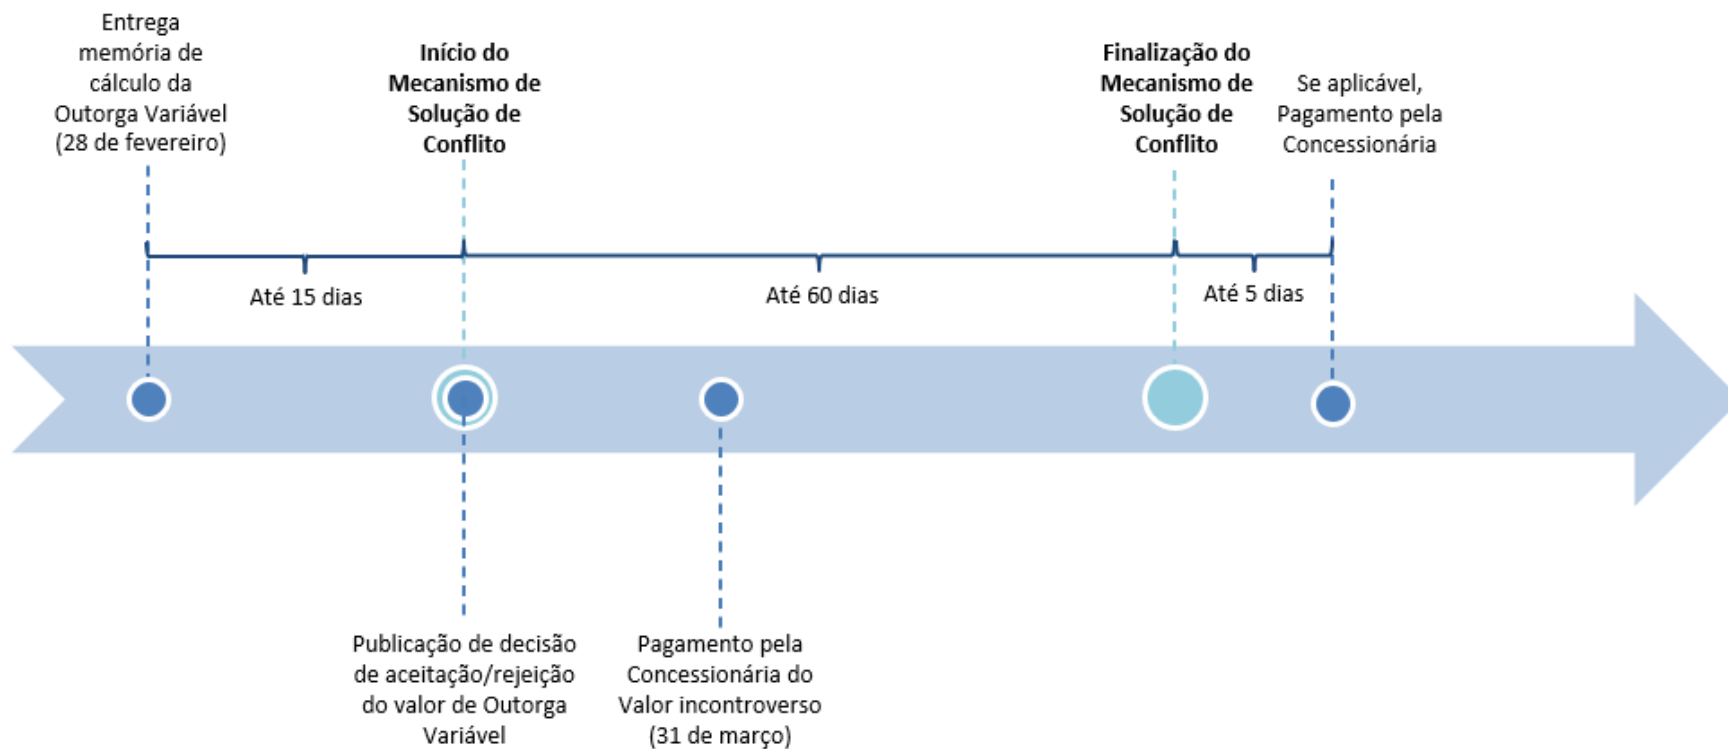 Entrega
memória de
cálculo da
Outorga Variável
(28 de fevereiro)
Início do
Mecanismo de
Solução de
Conflito
Finalização do
Mecanismo de
Solução de
Conflito
Se aplicável,
Pagamento pela
Concessionária
Até 15 dias
Até 60 dias
Até 5 dias
Publicação de decisão
de aceitação/rejeição
do valor de Outorga
Variável
Pagamento pela
Concessionária do
Valor incontroverso
(31 de março)